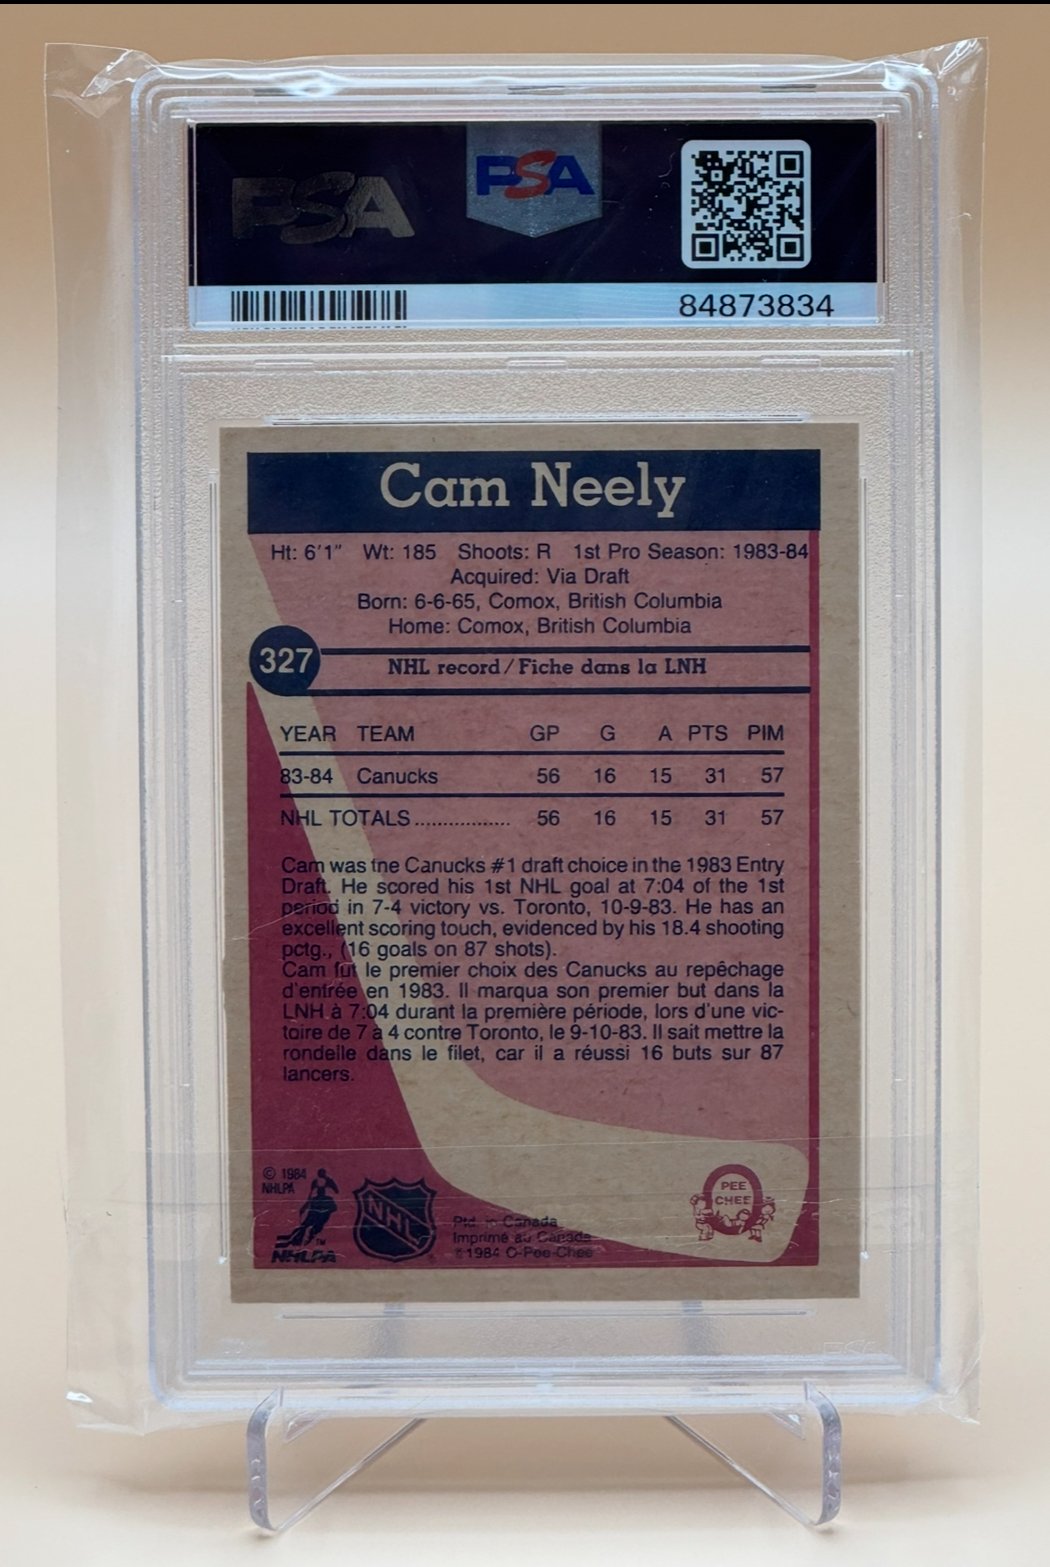 PSA
PSA
84873834
Cam Neely
Ht: 6'1" Wt: 185 Shoots: R 1st Pro Season: 1983-84
Acquired: Via Draft
Born: 6-6-65, Comox, British Columbia
Home: Comox, British Columbia
327
NHL record/Fiche dans la LNH
YEAR TEAM GP G A PTS PIM
83-84 Canucks 56 16 15 31 57
NHL TOTALS................. 56 16 15 31 57
Cam was the Canucks #1 draft choice in the 1983 Entry
Draft. He scored his 1st NHL goal at 7:04 of the 1st
period in 7-4 victory vs. Toronto, 10-9-83. He has an
excellent scoring touch, evidenced by his 18.4 shooting
pctg., (16 goals on 87 shots).
Cam fut le premier choix des Canucks au repêchage
d'entrée en 1983. Il marqua son premier but dans la
LNH à 7:04 durant la première période, lors d'une vic-
toire de 7 à 4 contre Toronto, le 9-10-83. Il sait mettre la
rondelle dans le filet, car il a réussi 16 buts sur 87
lancers.
© 1984
NHLPA
TM
NHLPA
NHL
Ptd. in Canada
Imprimé au Canada
© 1984 O-Pee-Chee
O
PEE
CHEE